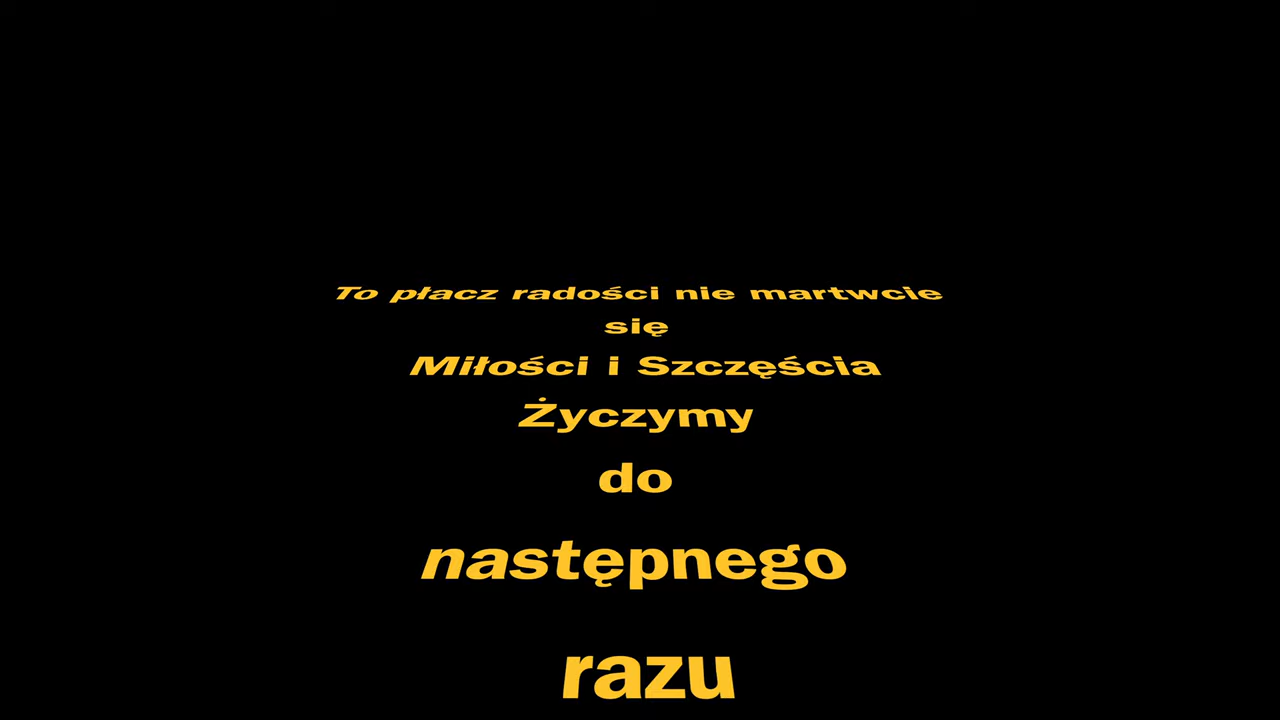 To płacz radości nie martwcie
się
Miłości i Szczęścia
Życzymy
do
następnego
razu